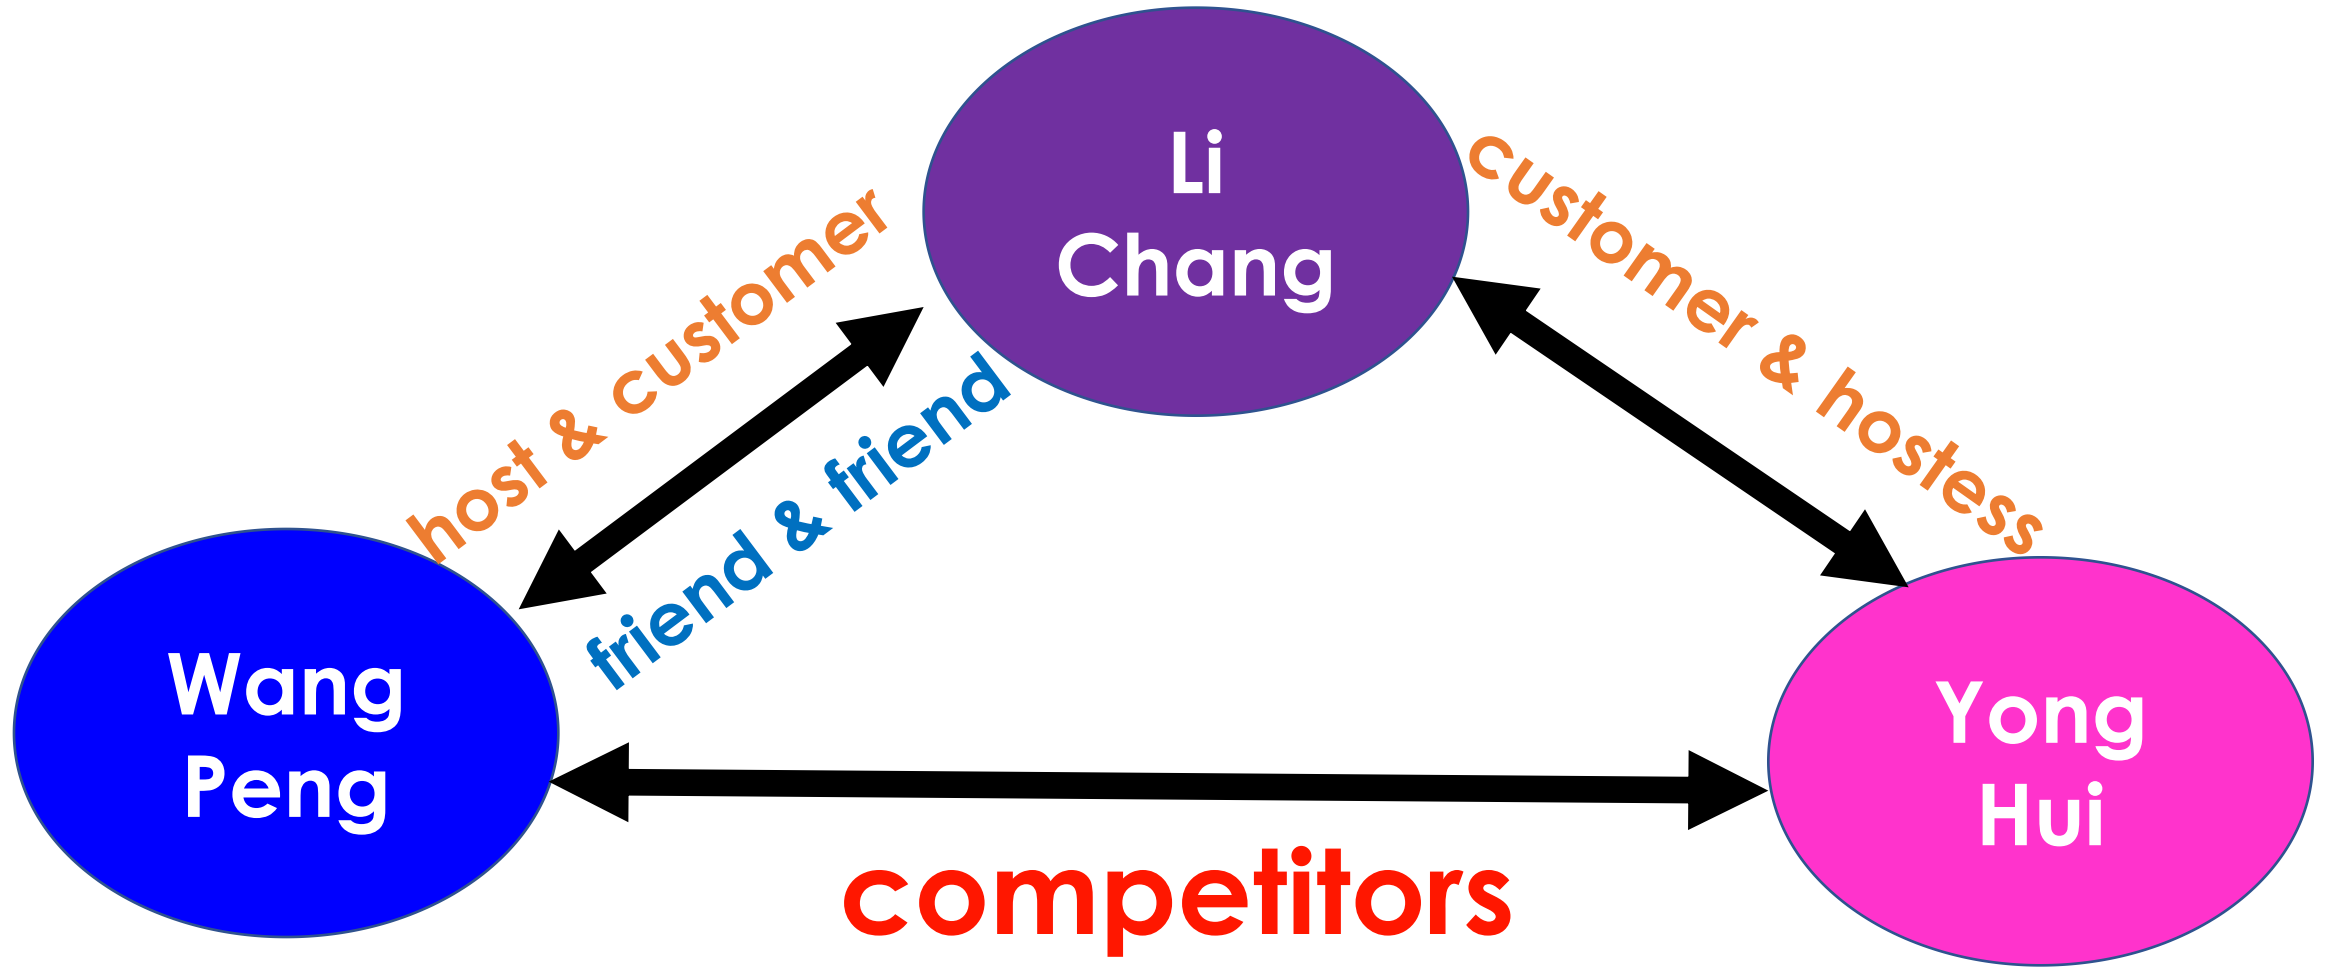 Li
Chang
host & customer
customer & hostess
friend & friend
Wang
Peng
Yong
Hui
competitors